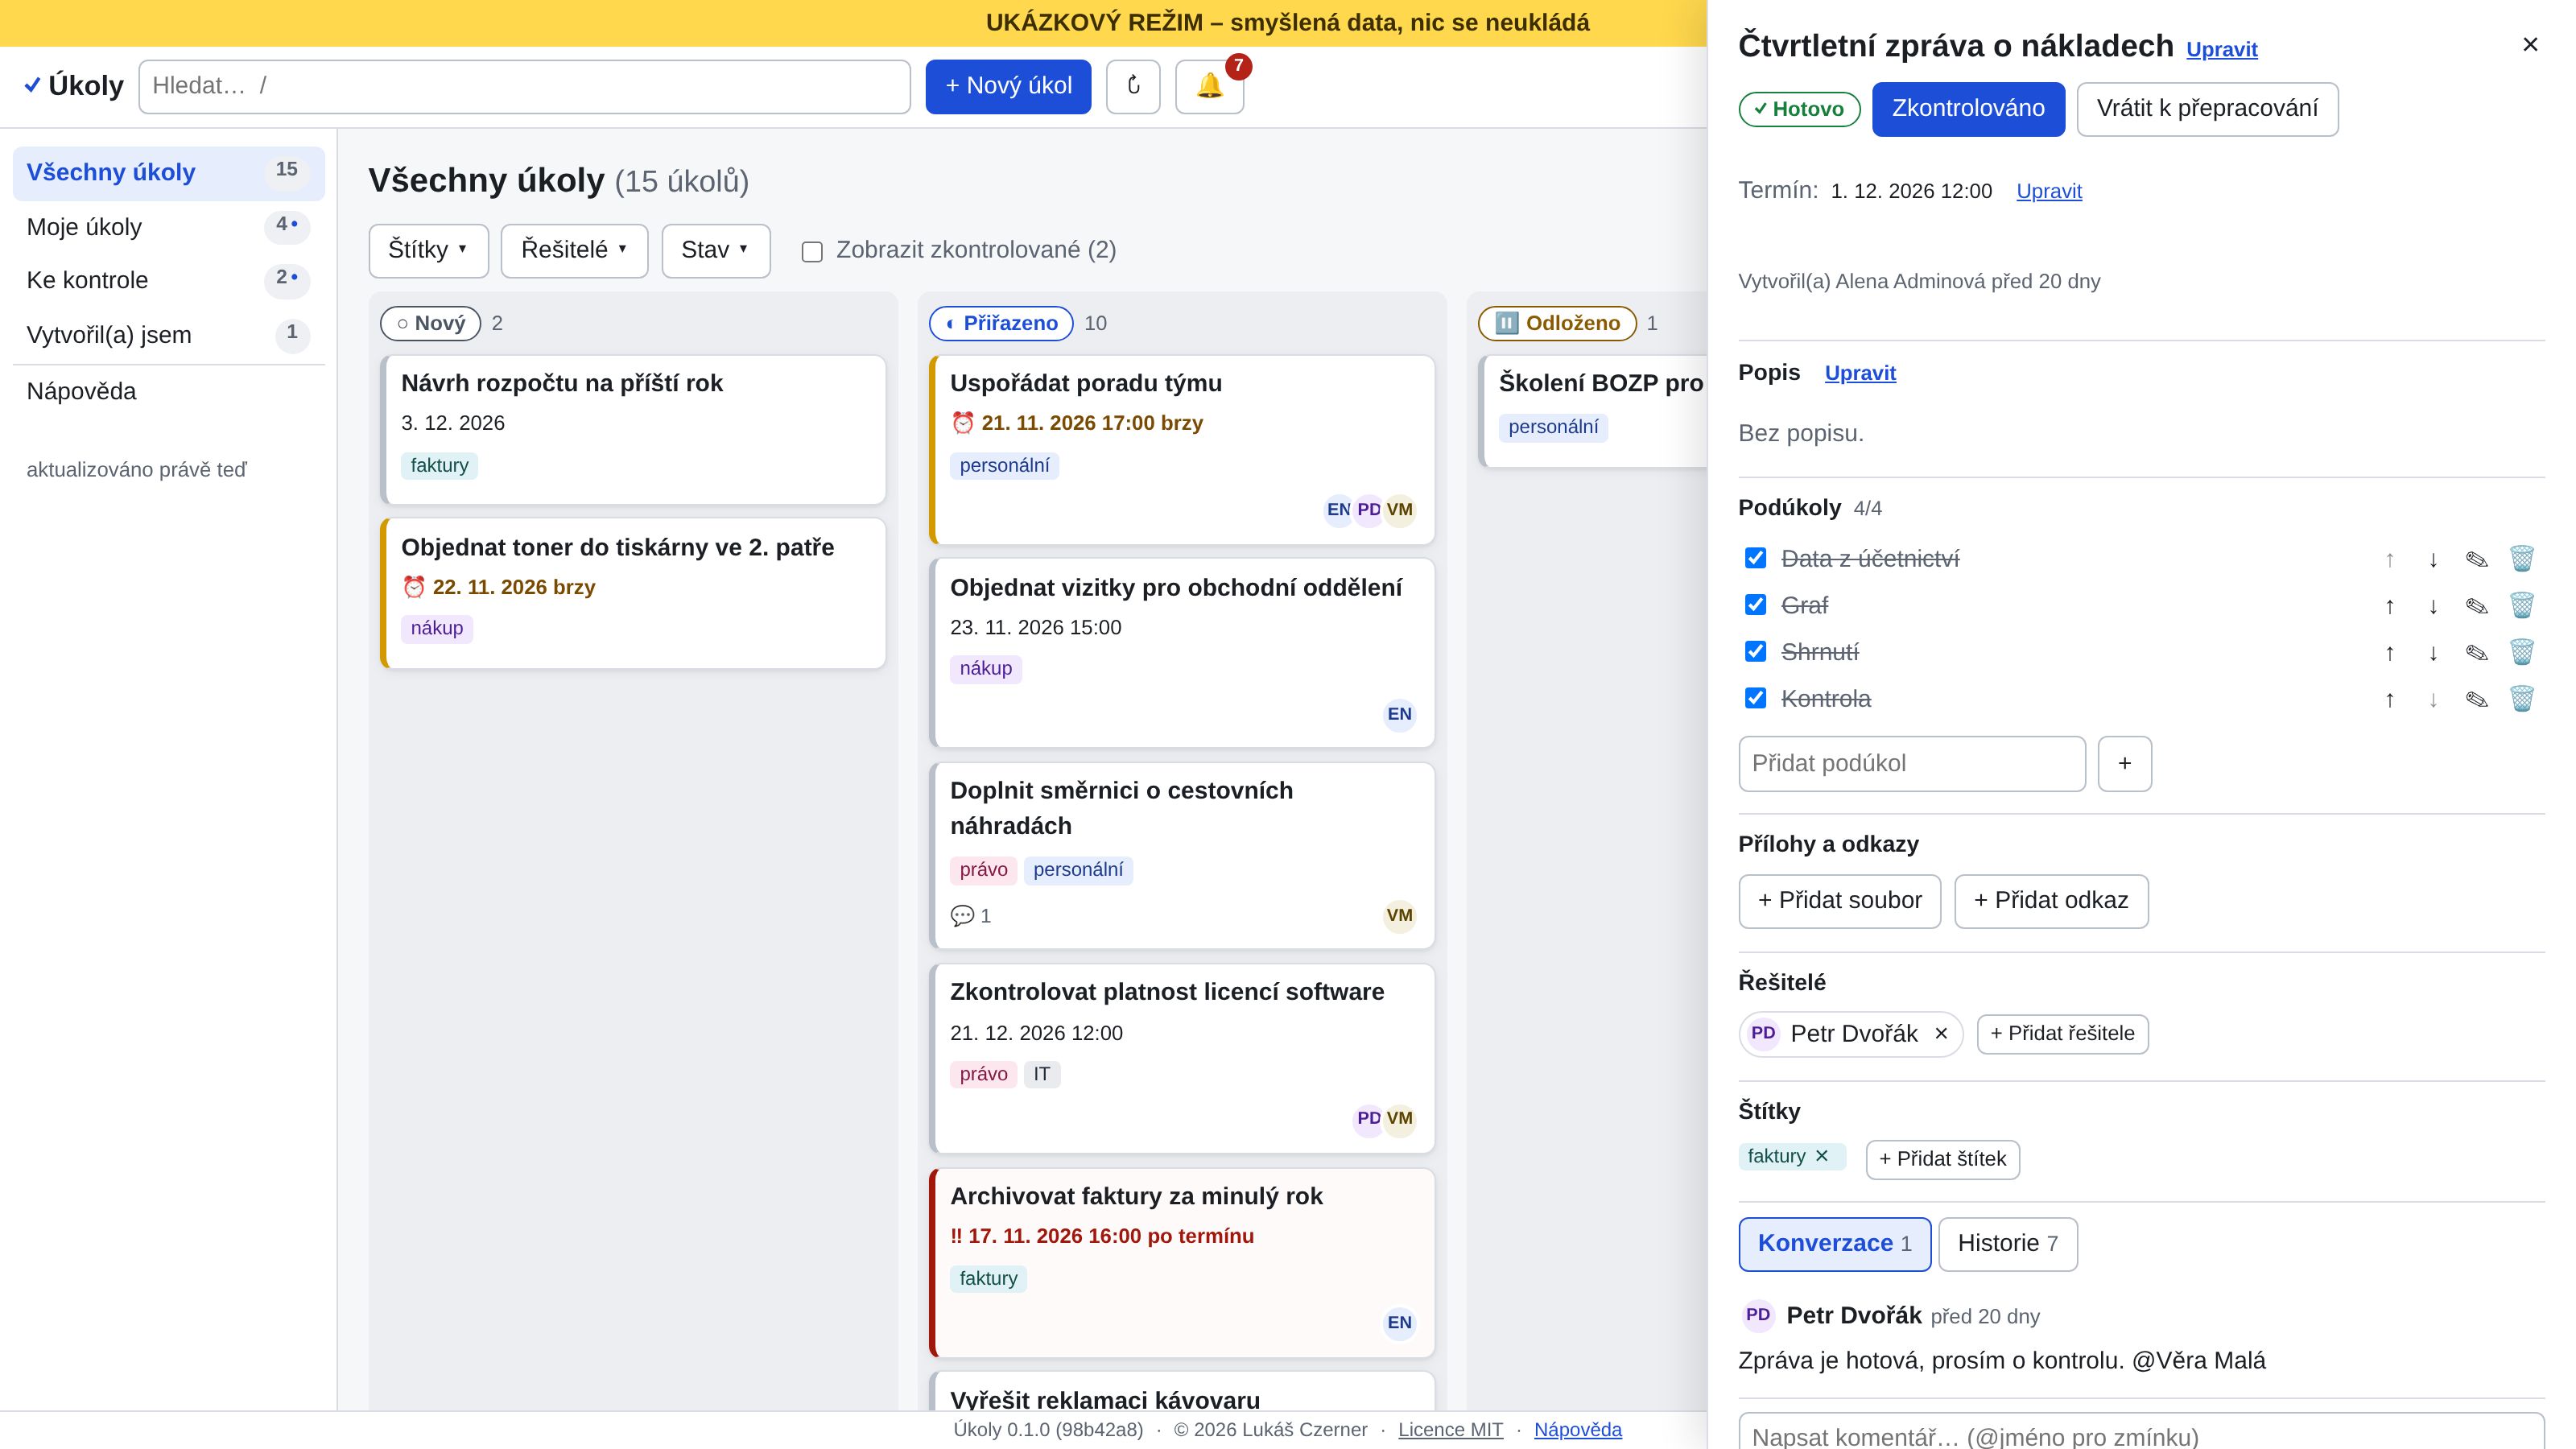 UKÁZKOVÝ REŽIM – smyšlená data, nic se neukládá
Úkoly
Hledat… /
+ Nový úkol
7
Všechny úkoly 15
Moje úkoly 4
Ke kontrole 2
Vytvořil(a) jsem 1
Nápověda
aktualizováno právě teď
Všechny úkoly (15 úkolů)
Štítky
Řešitelé
Stav
Zobrazit zkontrolované (2)
Nový 2
Návrh rozpočtu na příští rok
3. 12. 2026
faktury
Objednat toner do tiskárny ve 2. patře
22. 11. 2026 brzy
nákup
Přiřazeno 10
Uspořádat poradu týmu
21. 11. 2026 17:00 brzy
personální
EN PD VM
Objednat vizitky pro obchodní oddělení
23. 11. 2026 15:00
nákup
EN
Doplnit směrnici o cestovních
náhradách
právo personální
1
VM
Zkontrolovat platnost licencí software
21. 12. 2026 12:00
právo IT
PD VM
Archivovat faktury za minulý rok
‼ 17. 11. 2026 16:00 po termínu
faktury
EN
Vyřešit reklamaci kávovaru
Odloženo 1
Školení BOZP pro
personální
Čtvrtletní zpráva o nákladech Upravit
Hotovo
Zkontrolováno
Vrátit k přepracování
Termín: 1. 12. 2026 12:00 Upravit
Vytvořil(a) Alena Adminová před 20 dny
Popis Upravit
Bez popisu.
Podúkoly 4/4
Data z účetnictví
Graf
Shrnutí
Kontrola
Přidat podúkol
+
Přílohy a odkazy
+ Přidat soubor
+ Přidat odkaz
Řešitelé
PD Petr Dvořák ×
+ Přidat řešitele
Štítky
faktury ×
+ Přidat štítek
Konverzace 1
Historie 7
PD Petr Dvořák před 20 dny
Zpráva je hotová, prosím o kontrolu. @Věra Malá
Napsat komentář… (@jméno pro zmínku)
Úkoly 0.1.0 (98b42a8) · © 2026 Lukáš Czerner · Licence MIT · Nápověda